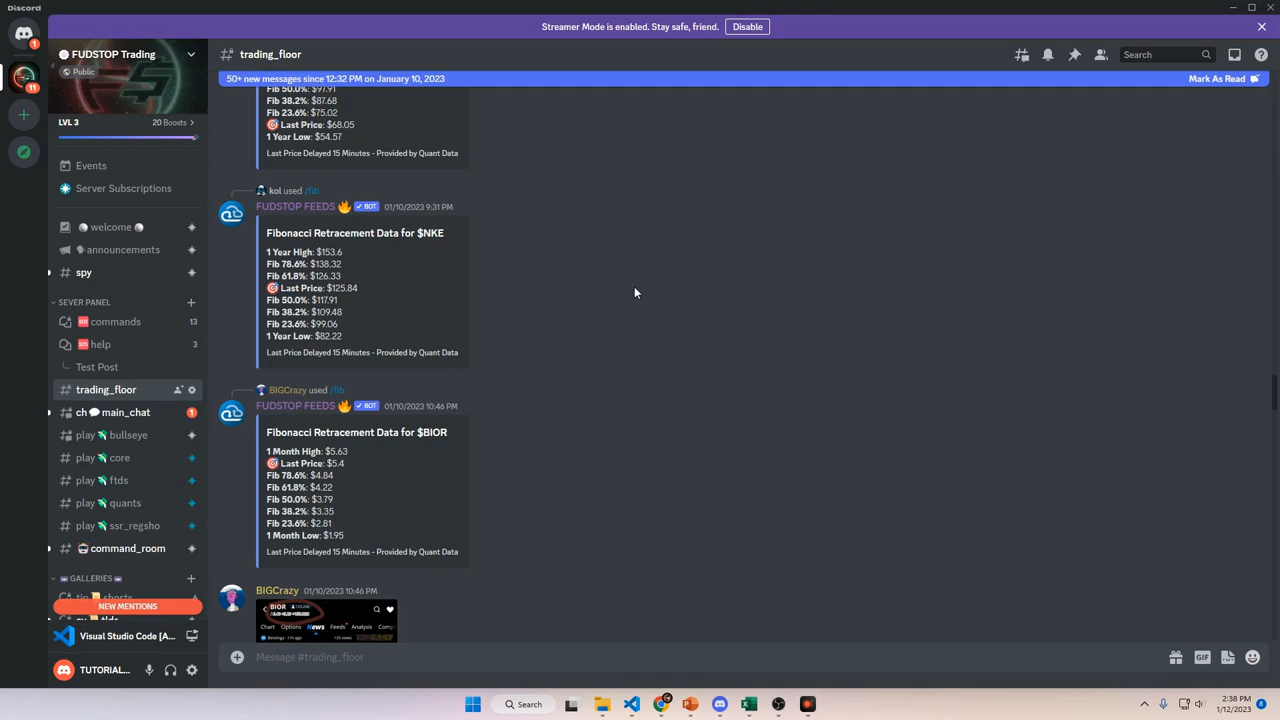 Discord
Streamer Mode is enabled. Stay safe, friend. Disable
FUDSTOP Trading
Public
LVL 3 20 Boosts
Events
Server Subscriptions
welcome
announcements
spy
SEVER PANEL
commands 13
help 3
Test Post
trading_floor
ch main_chat 1
play bullseye
play core
play ftds
play quants
play ssr_regsho
command_room
GALLERIES
NEW MENTIONS
Visual Studio Code [A...
TUTORIAL...
1
11
trading_floor
Search
50+ new messages since 12:32 PM on January 10, 2023 Mark As Read
Fib 50.0%: $97.91
Fib 38.2%: $87.68
Fib 23.6%: $75.02
Last Price: $68.05
1 Year Low: $54.57
Last Price Delayed 15 Minutes - Provided by Quant Data
kol used /fib
FUDSTOP FEEDS BOT 01/10/2023 9:31 PM
Fibonacci Retracement Data for $NKE
1 Year High: $153.6
Fib 78.6%: $138.32
Fib 61.8%: $126.33
Last Price: $125.84
Fib 50.0%: $117.91
Fib 38.2%: $109.48
Fib 23.6%: $99.06
1 Year Low: $82.22
Last Price Delayed 15 Minutes - Provided by Quant Data
BIGCrazy used /fib
FUDSTOP FEEDS BOT 01/10/2023 10:46 PM
Fibonacci Retracement Data for $BIOR
1 Month High: $5.63
Last Price: $5.4
Fib 78.6%: $4.84
Fib 61.8%: $4.22
Fib 50.0%: $3.79
Fib 38.2%: $3.35
Fib 23.6%: $2.81
1 Month Low: $1.95
Last Price Delayed 15 Minutes - Provided by Quant Data
BIGCrazy 01/10/2023 10:46 PM
BIOR
Chart Options News Feeds Analysis
Message #trading_floor
GIF
Search
2:38 PM
1/12/2023